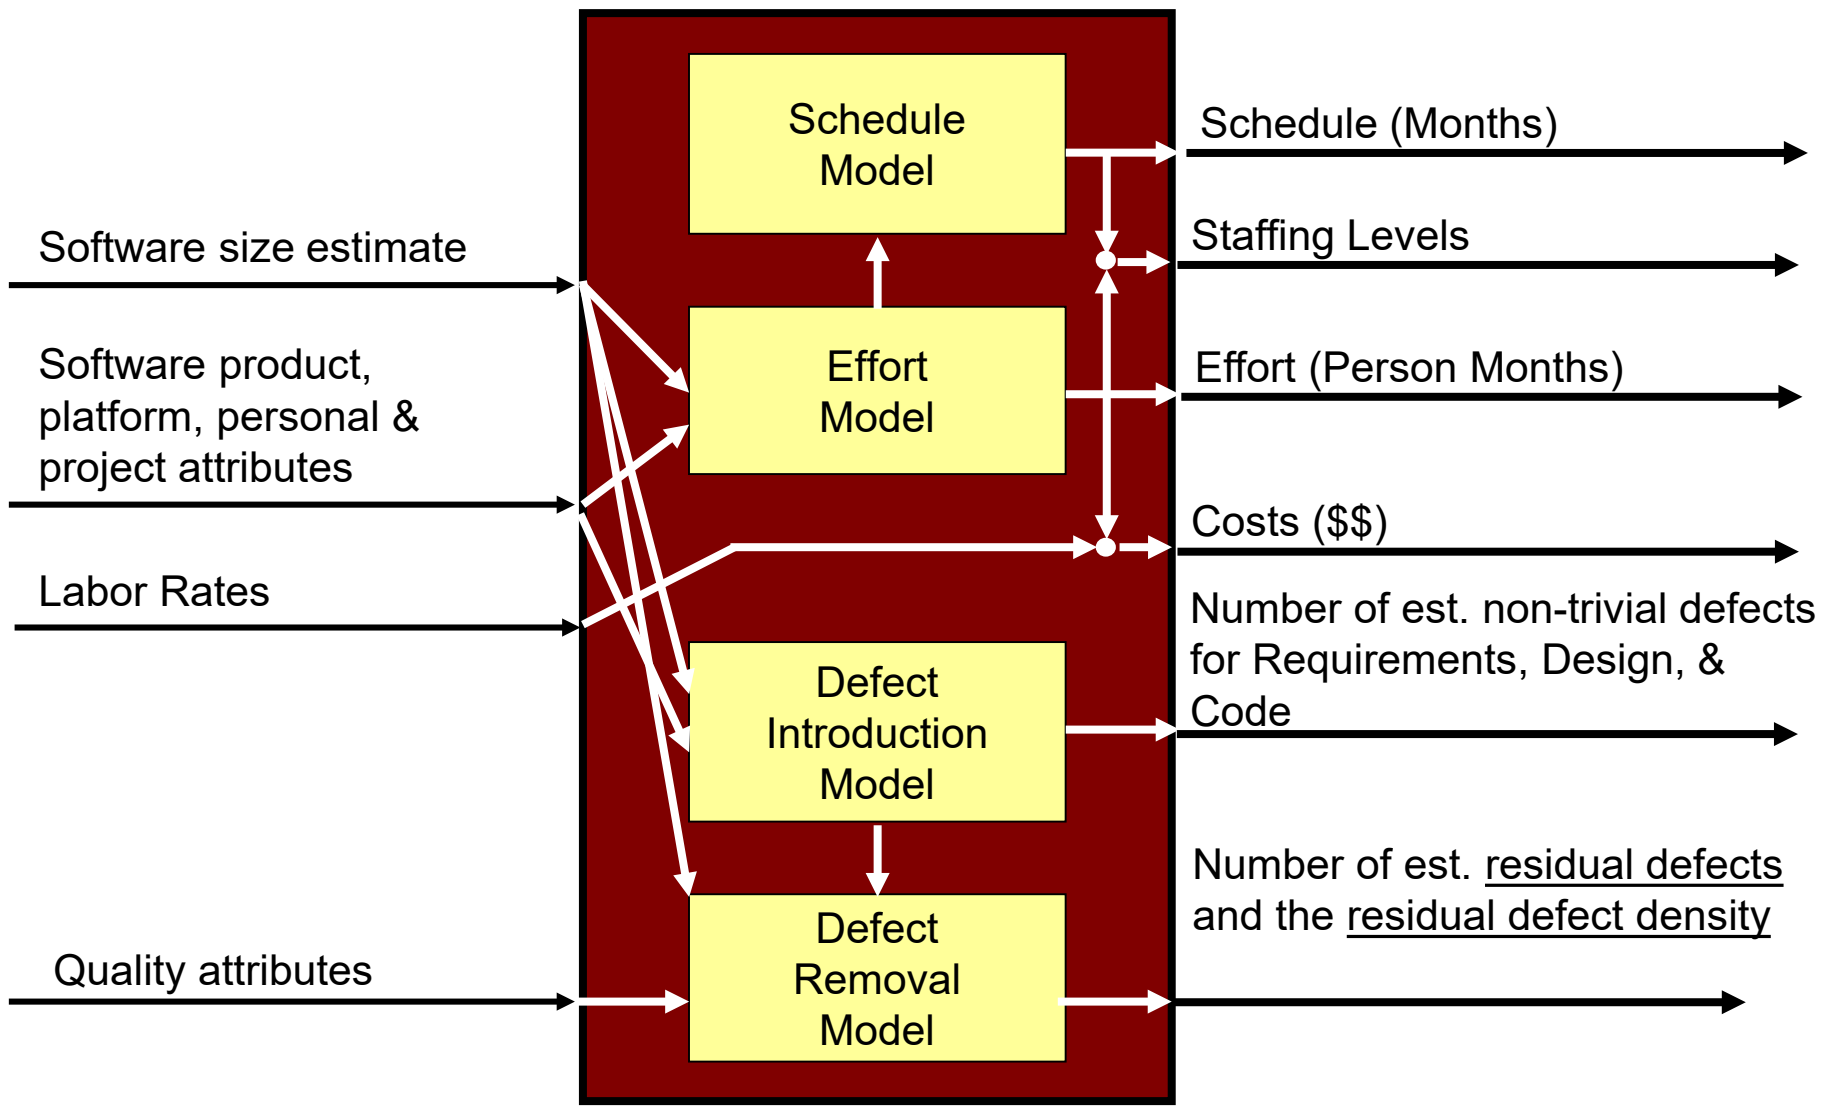 Schedule
Model
Schedule (Months)
Software size estimate
Staffing Levels
Software product,
platform, personal &
project attributes
Effort
Model
Effort (Person Months)
Costs ($$)
Labor Rates
Number of est. non-trivial defects
for Requirements, Design, &
Code
Defect
Introduction
Model
Number of est. residual defects
and the residual defect density
Quality attributes
Defect
Removal
Model